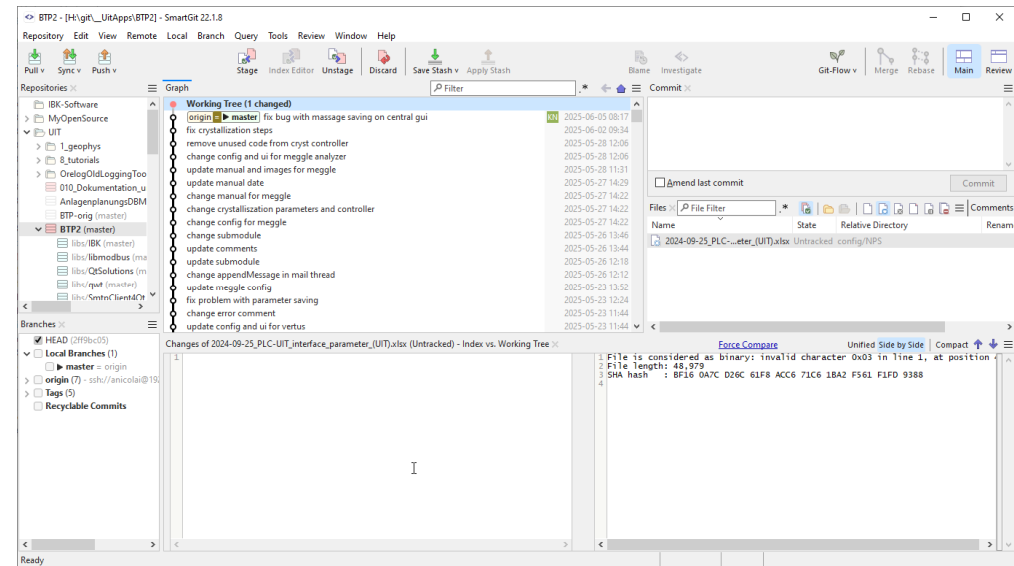 BTP2 - [H:\git\__UitApps\BTP2] - SmartGit 22.1.8
Repository Edit View Remote Local Branch Query Tools Review Window Help
Pull Sync Push Stage Index Editor Unstage Discard Save Stash Apply Stash Blame Investigate Git-Flow Merge Rebase Main Review
Repositories
IBK-Software
MyOpenSource
UIT
1_geophys
8_tutorials
OrelogOldLoggingToo
010_Dokumentation_u
AnlagenplanungsDBM
BTP-orig (master)
BTP2 (master)
libs/IBK (master)
libs/libmodbus (ma
libs/QtSolutions (m
libs/qwt (master)
libs/SmtpClient4Qt
Graph
Filter
.*
Working Tree (1 changed)
origin = master fix bug with massage saving on central gui KN 2025-06-05 08:17
fix crystallization steps 2025-06-02 09:34
remove unused code from cryst controller 2025-05-28 12:06
change config and ui for meggle analyzer 2025-05-28 12:06
update manual and images for meggle 2025-05-28 11:31
update manual date 2025-05-27 14:29
change manual for meggle 2025-05-27 14:22
change crystalliszation parameters and controller 2025-05-27 14:22
change config for meggle 2025-05-27 14:22
change submodule 2025-05-26 13:46
update comments 2025-05-26 13:44
update submodule 2025-05-26 12:18
change appendMessage in mail thread 2025-05-26 12:12
update meggle config 2025-05-23 13:52
fix problem with parameter saving 2025-05-23 12:24
change error comment 2025-05-23 11:44
update config and ui for vertus 2025-05-23 11:44
Commit
Amend last commit
Commit
Files
File Filter
.*
Comments
Name State Relative Directory Renam
2024-09-25_PLC-...eter_(UIT).xlsx Untracked config/NPS
Branches
HEAD (2ff9bc05)
Local Branches (1)
master = origin
origin (7) - ssh://anicolai@19
Tags (5)
Recyclable Commits
Changes of 2024-09-25_PLC-UIT_interface_parameter_(UIT).xlsx (Untracked) - Index vs. Working Tree
Force Compare
Unified Side by Side Compact
1
1 File is considered as binary: invalid character 0x03 in line 1, at position
2 File length: 48,979
3 SHA hash : BF16 0A7C D26C 61F8 ACC6 71C6 1BA2 F561 F1FD 9388
4
Ready